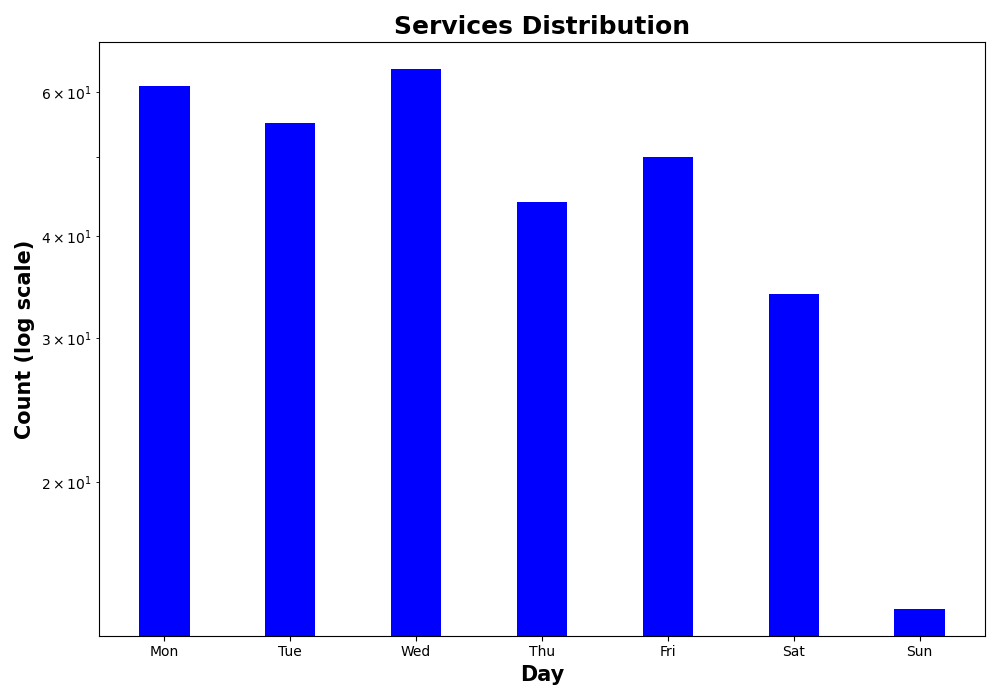 Services Distribution
Count (log scale)
6 × 10¹
4 × 10¹
3 × 10¹
2 × 10¹
Mon Tue Wed Thu Fri Sat Sun
Day